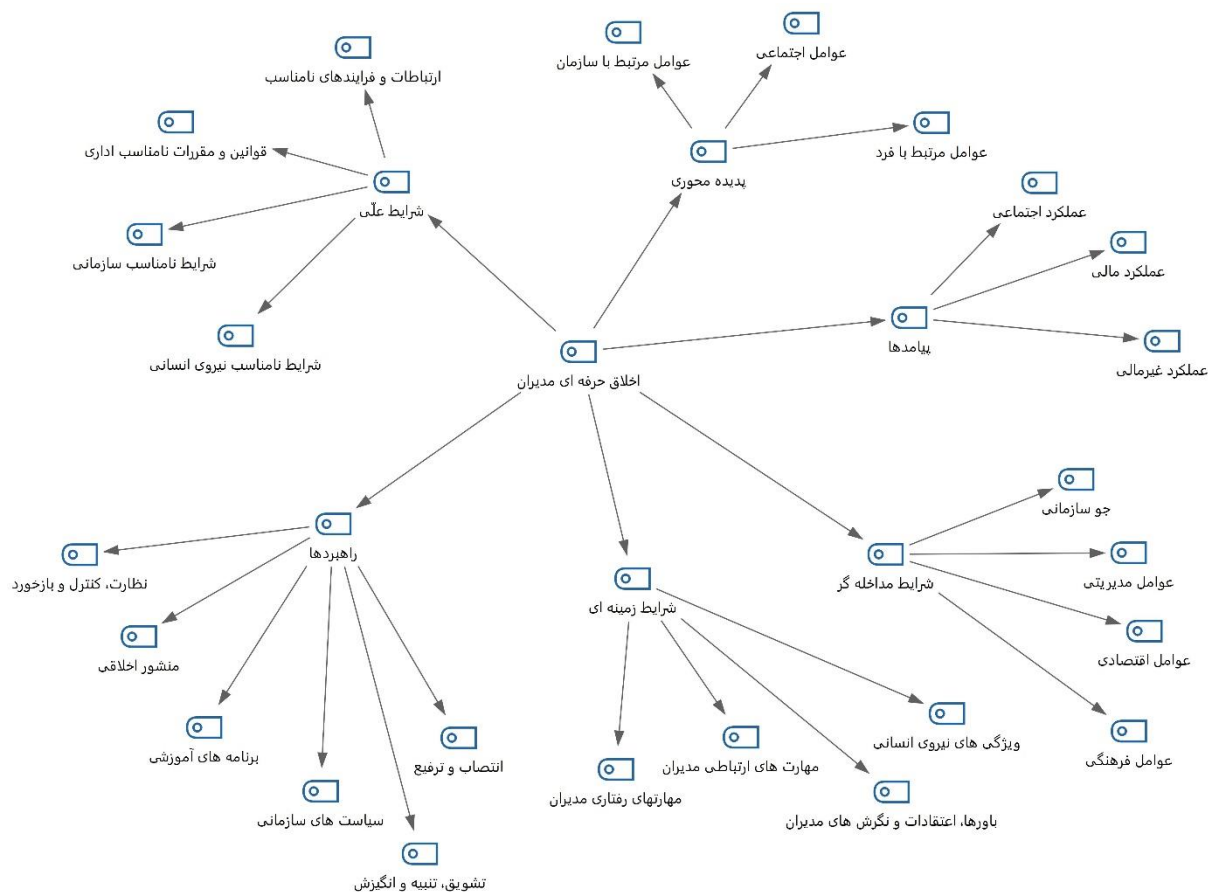 عوامل اجتماعی
عوامل مرتبط با سازمان
ارتباطات و فرایندهای نامناسب
قوانین و مقررات نامناسب اداری
عوامل مرتبط با فرد
پدیده محوری
شرایط علّی
عملکرد اجتماعی
شرایط نامناسب سازمانی
عملکرد مالی
پیامدها
شرایط نامناسب نیروی انسانی
عملکرد غیرمالی
اخلاق حرفه ای مدیران
جو سازمانی
راهبردها
نظارت، کنترل و بازخورد
شرایط مداخله گر
عوامل مدیریتی
شرایط زمینه ای
منشور اخلاقی
عوامل اقتصادی
ویژگی های نیروی انسانی
برنامه های آموزشی
انتصاب و ترفیع
مهارت های ارتباطی مدیران
عوامل فرهنگی
مهارتهای رفتاری مدیران
سیاست های سازمانی
باورها، اعتقادات و نگرش های مدیران
تشویق، تنبیه و انگیزش